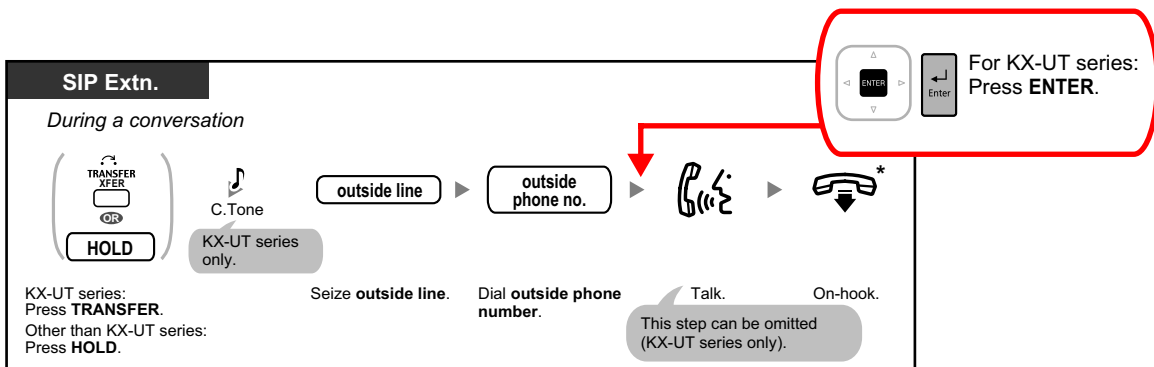 SIP Extn.
During a conversation
TRANSFER
XFER
OR
HOLD
C.Tone
KX-UT series
only.
outside line
outside
phone no.
*
ENTER
Enter
For KX-UT series:
Press ENTER.
KX-UT series:
Press TRANSFER.
Other than KX-UT series:
Press HOLD.
Seize outside line.
Dial outside phone
number.
Talk.
This step can be omitted
(KX-UT series only).
On-hook.